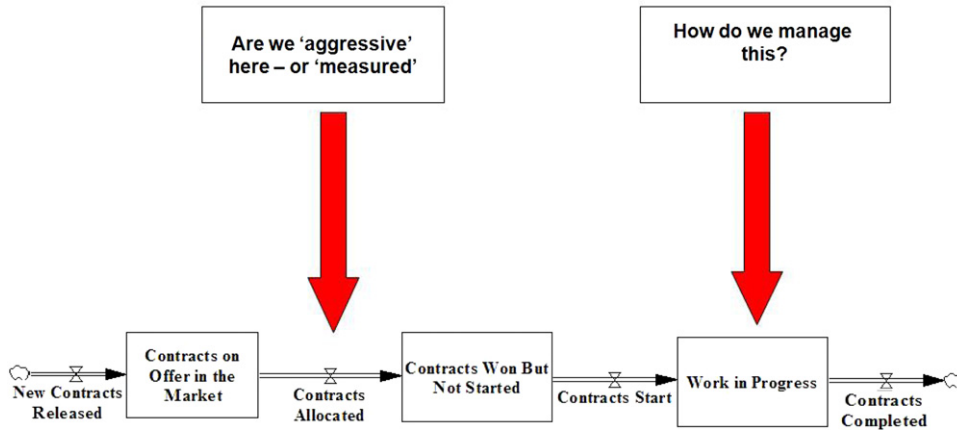 Are we ‘aggressive’
here – or ‘measured’
How do we manage
this?
New Contracts
Released
Contracts on
Offer in the
Market
Contracts
Allocated
Contracts Won But
Not Started
Contracts Start
Work in Progress
Contracts
Completed